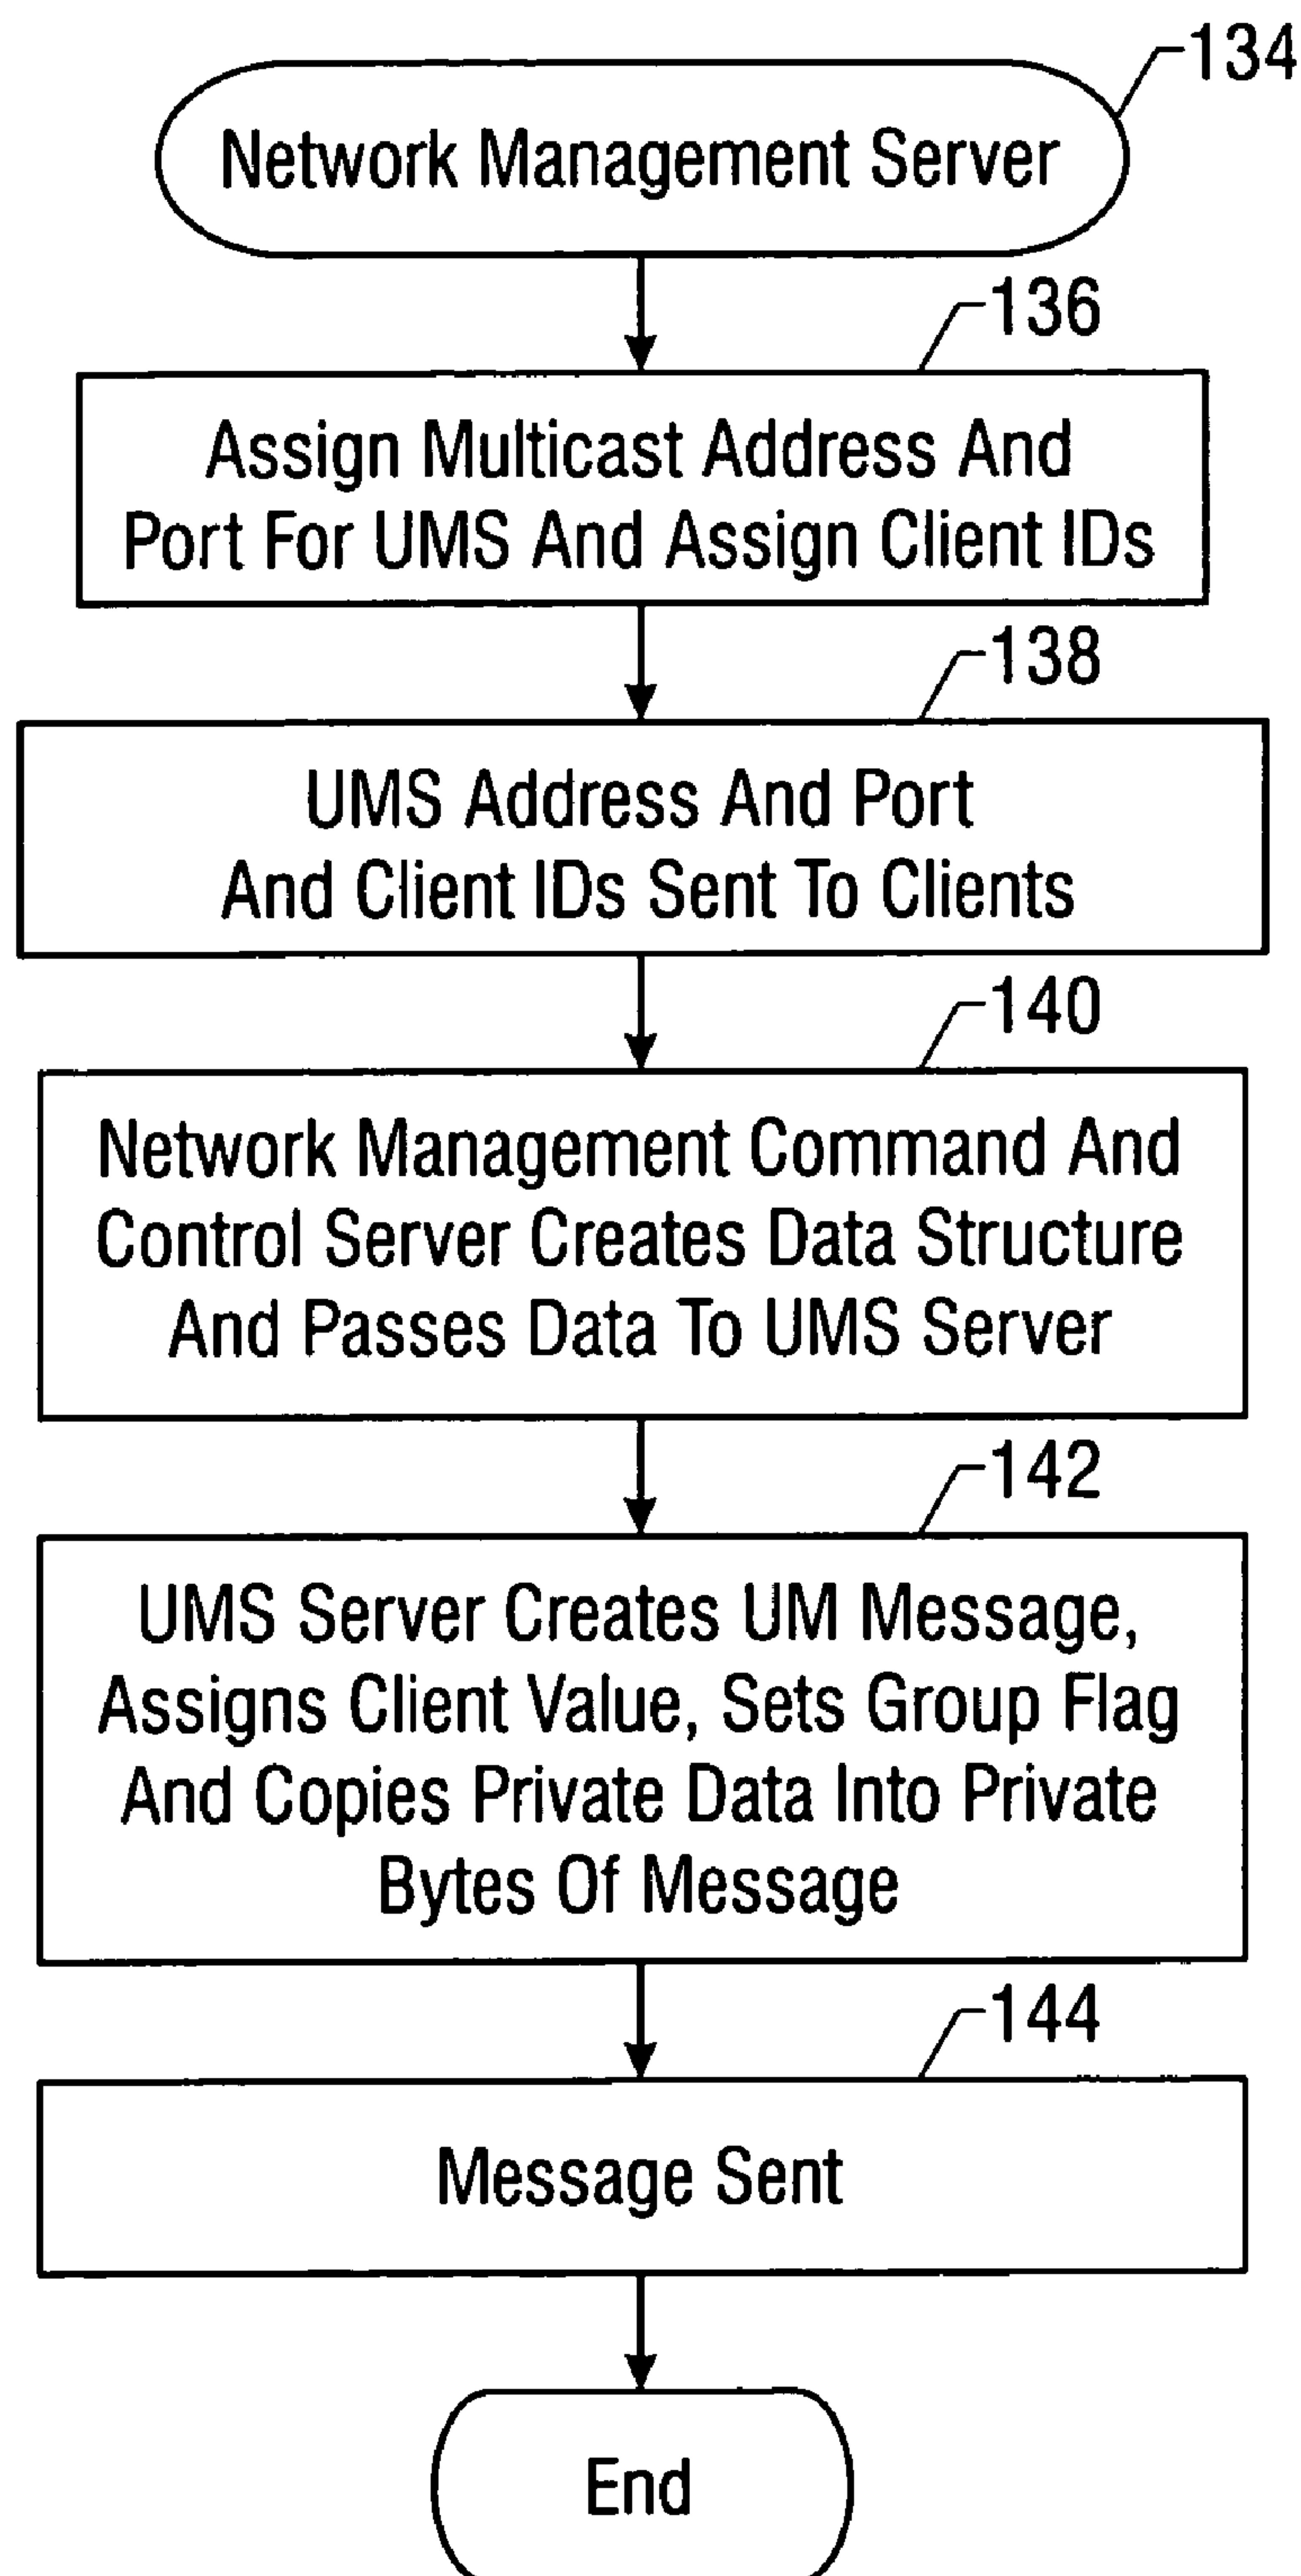 134
Network Management Server
136
Assign Multicast Address And
Port For UMS And Assign Client IDs
138
UMS Address And Port
And Client IDs Sent To Clients
140
Network Management Command And
Control Server Creates Data Structure
And Passes Data To UMS Server
142
UMS Server Creates UM Message,
Assigns Client Value, Sets Group Flag
And Copies Private Data Into Private
Bytes Of Message
144
Message Sent
End